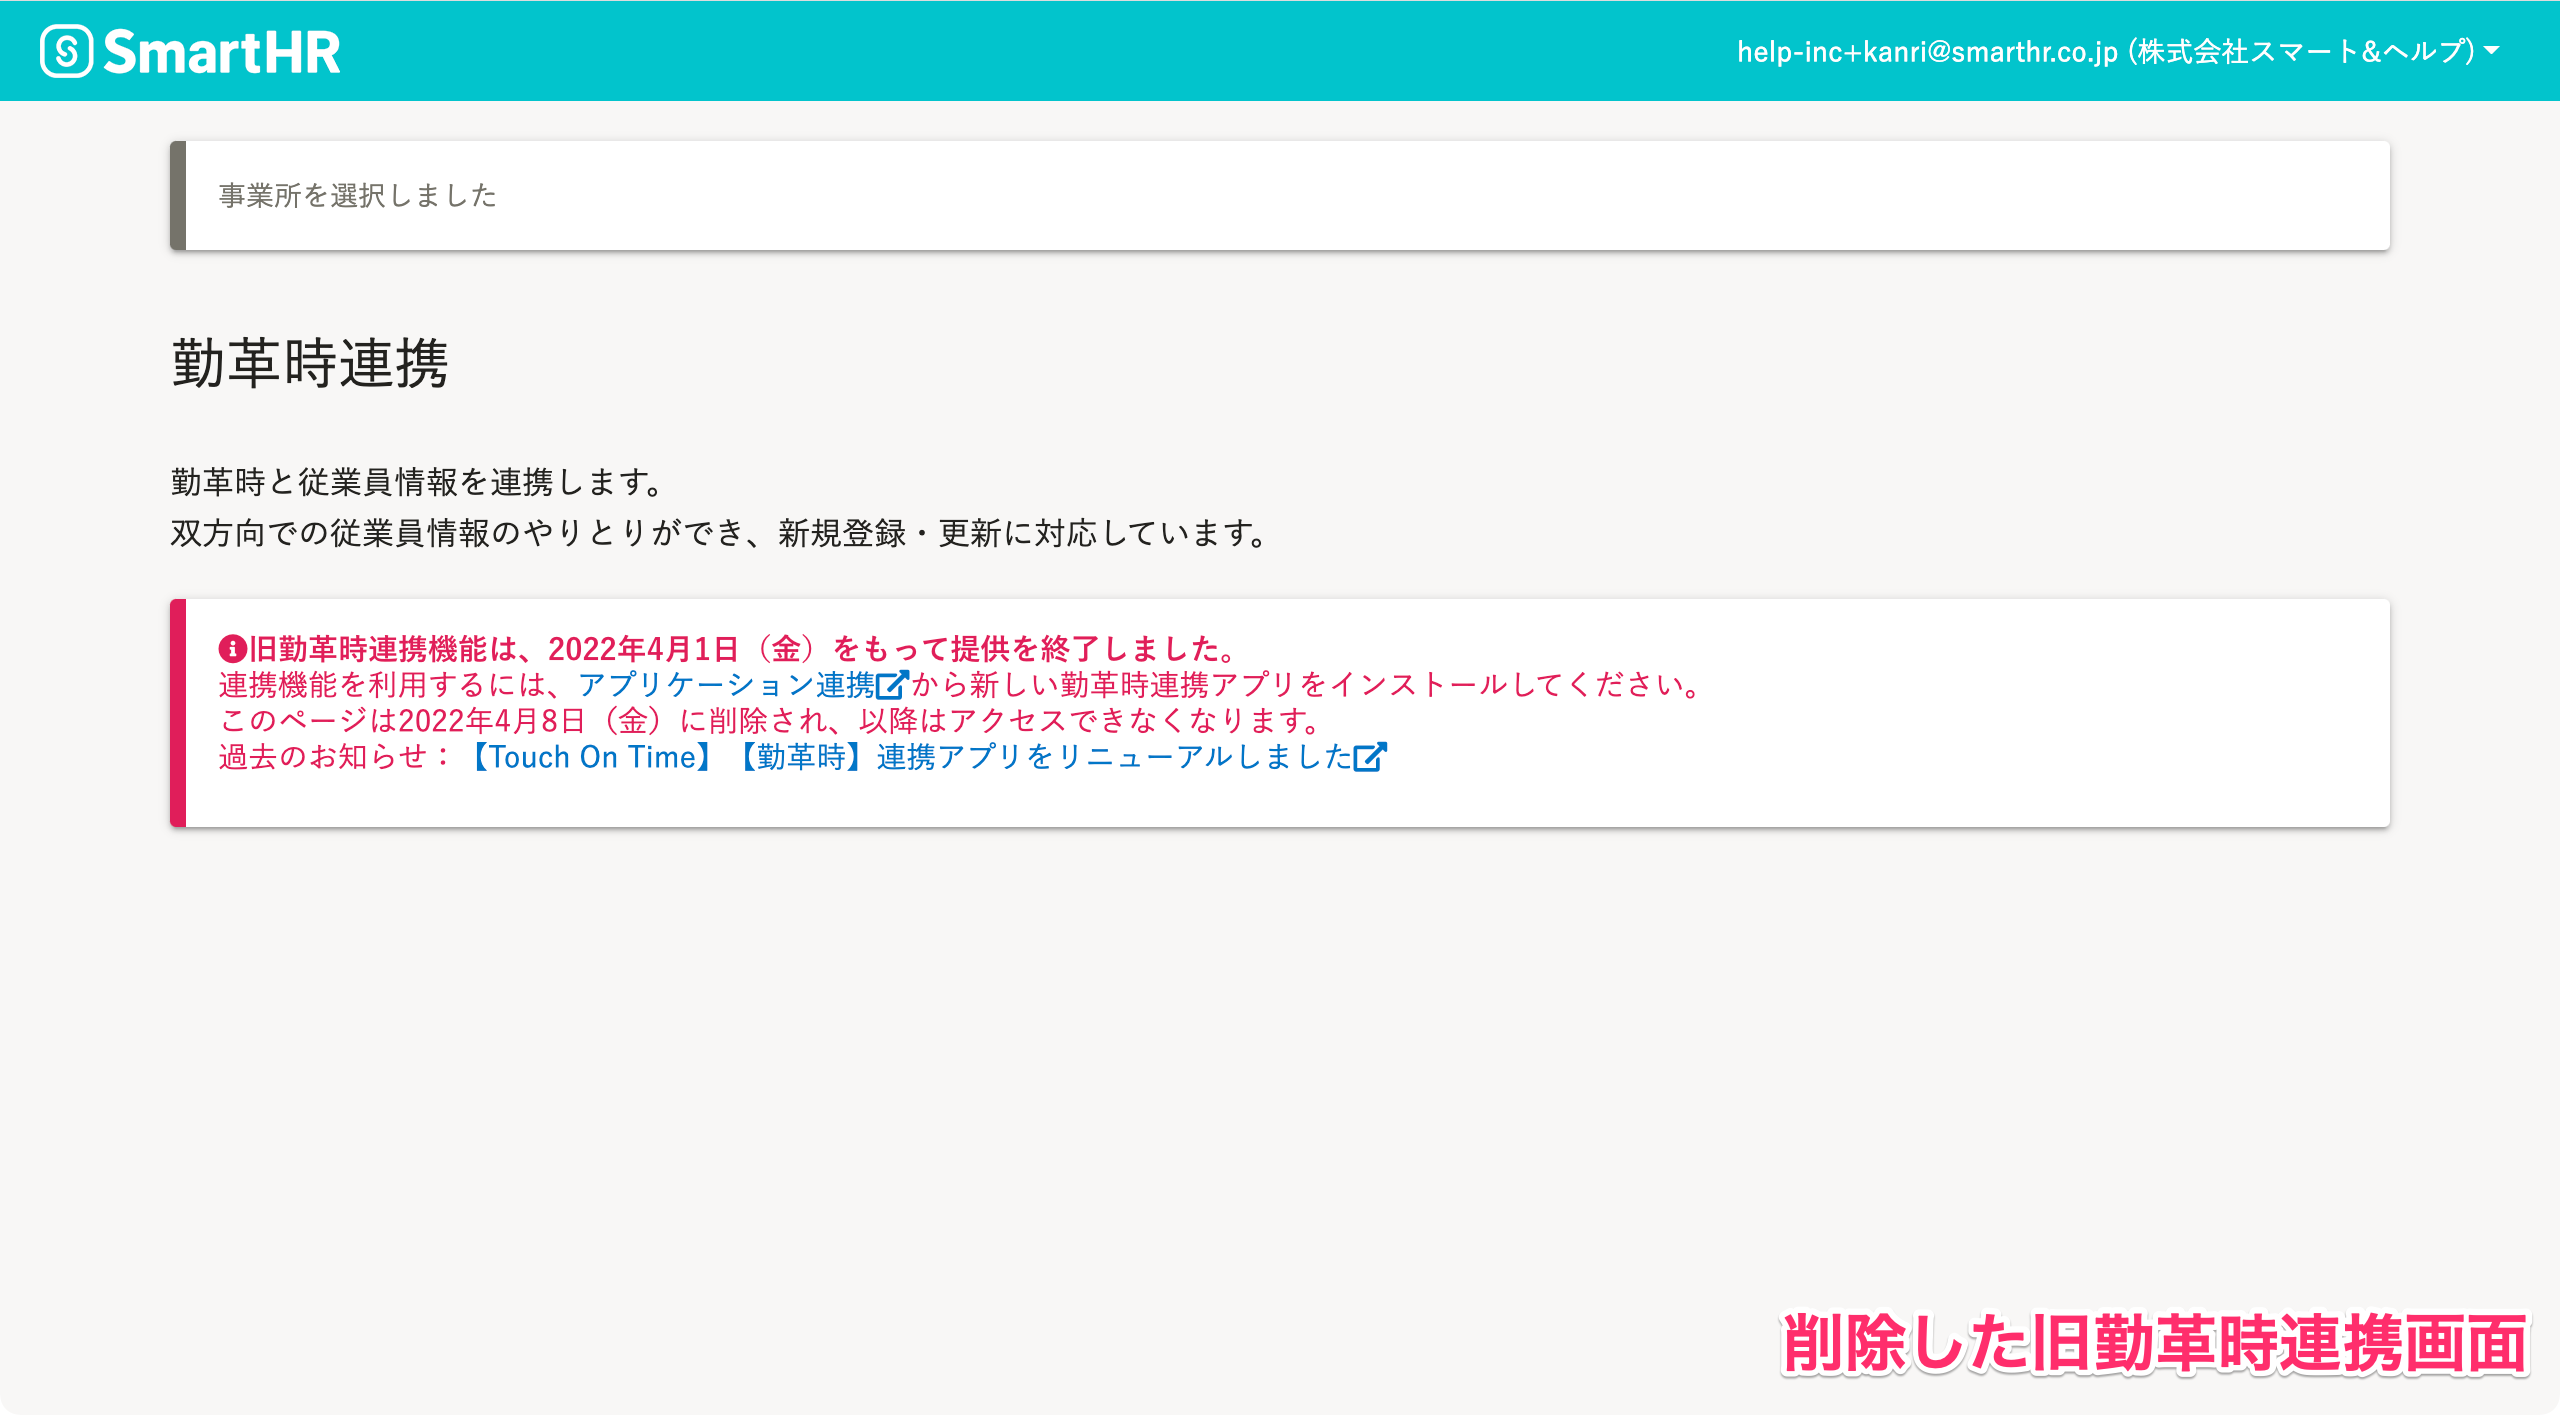 SmartHR
help-inc+kanri@smarthr.co.jp (株式会社スマート&ヘルプ)
事業所を選択しました
勤革時連携
勤革時と従業員情報を連携します。
双方向での従業員情報のやりとりができ、新規登録・更新に対応しています。
旧勤革時連携機能は、2022年4月1日（金）をもって提供を終了しました。
連携機能を利用するには、アプリケーション連携から新しい勤革時連携アプリをインストールしてください。
このページは2022年4月8日（金）に削除され、以降はアクセスできなくなります。
過去のお知らせ：【Touch On Time】【勤革時】連携アプリをリニューアルしました
削除した旧勤革時連携画面